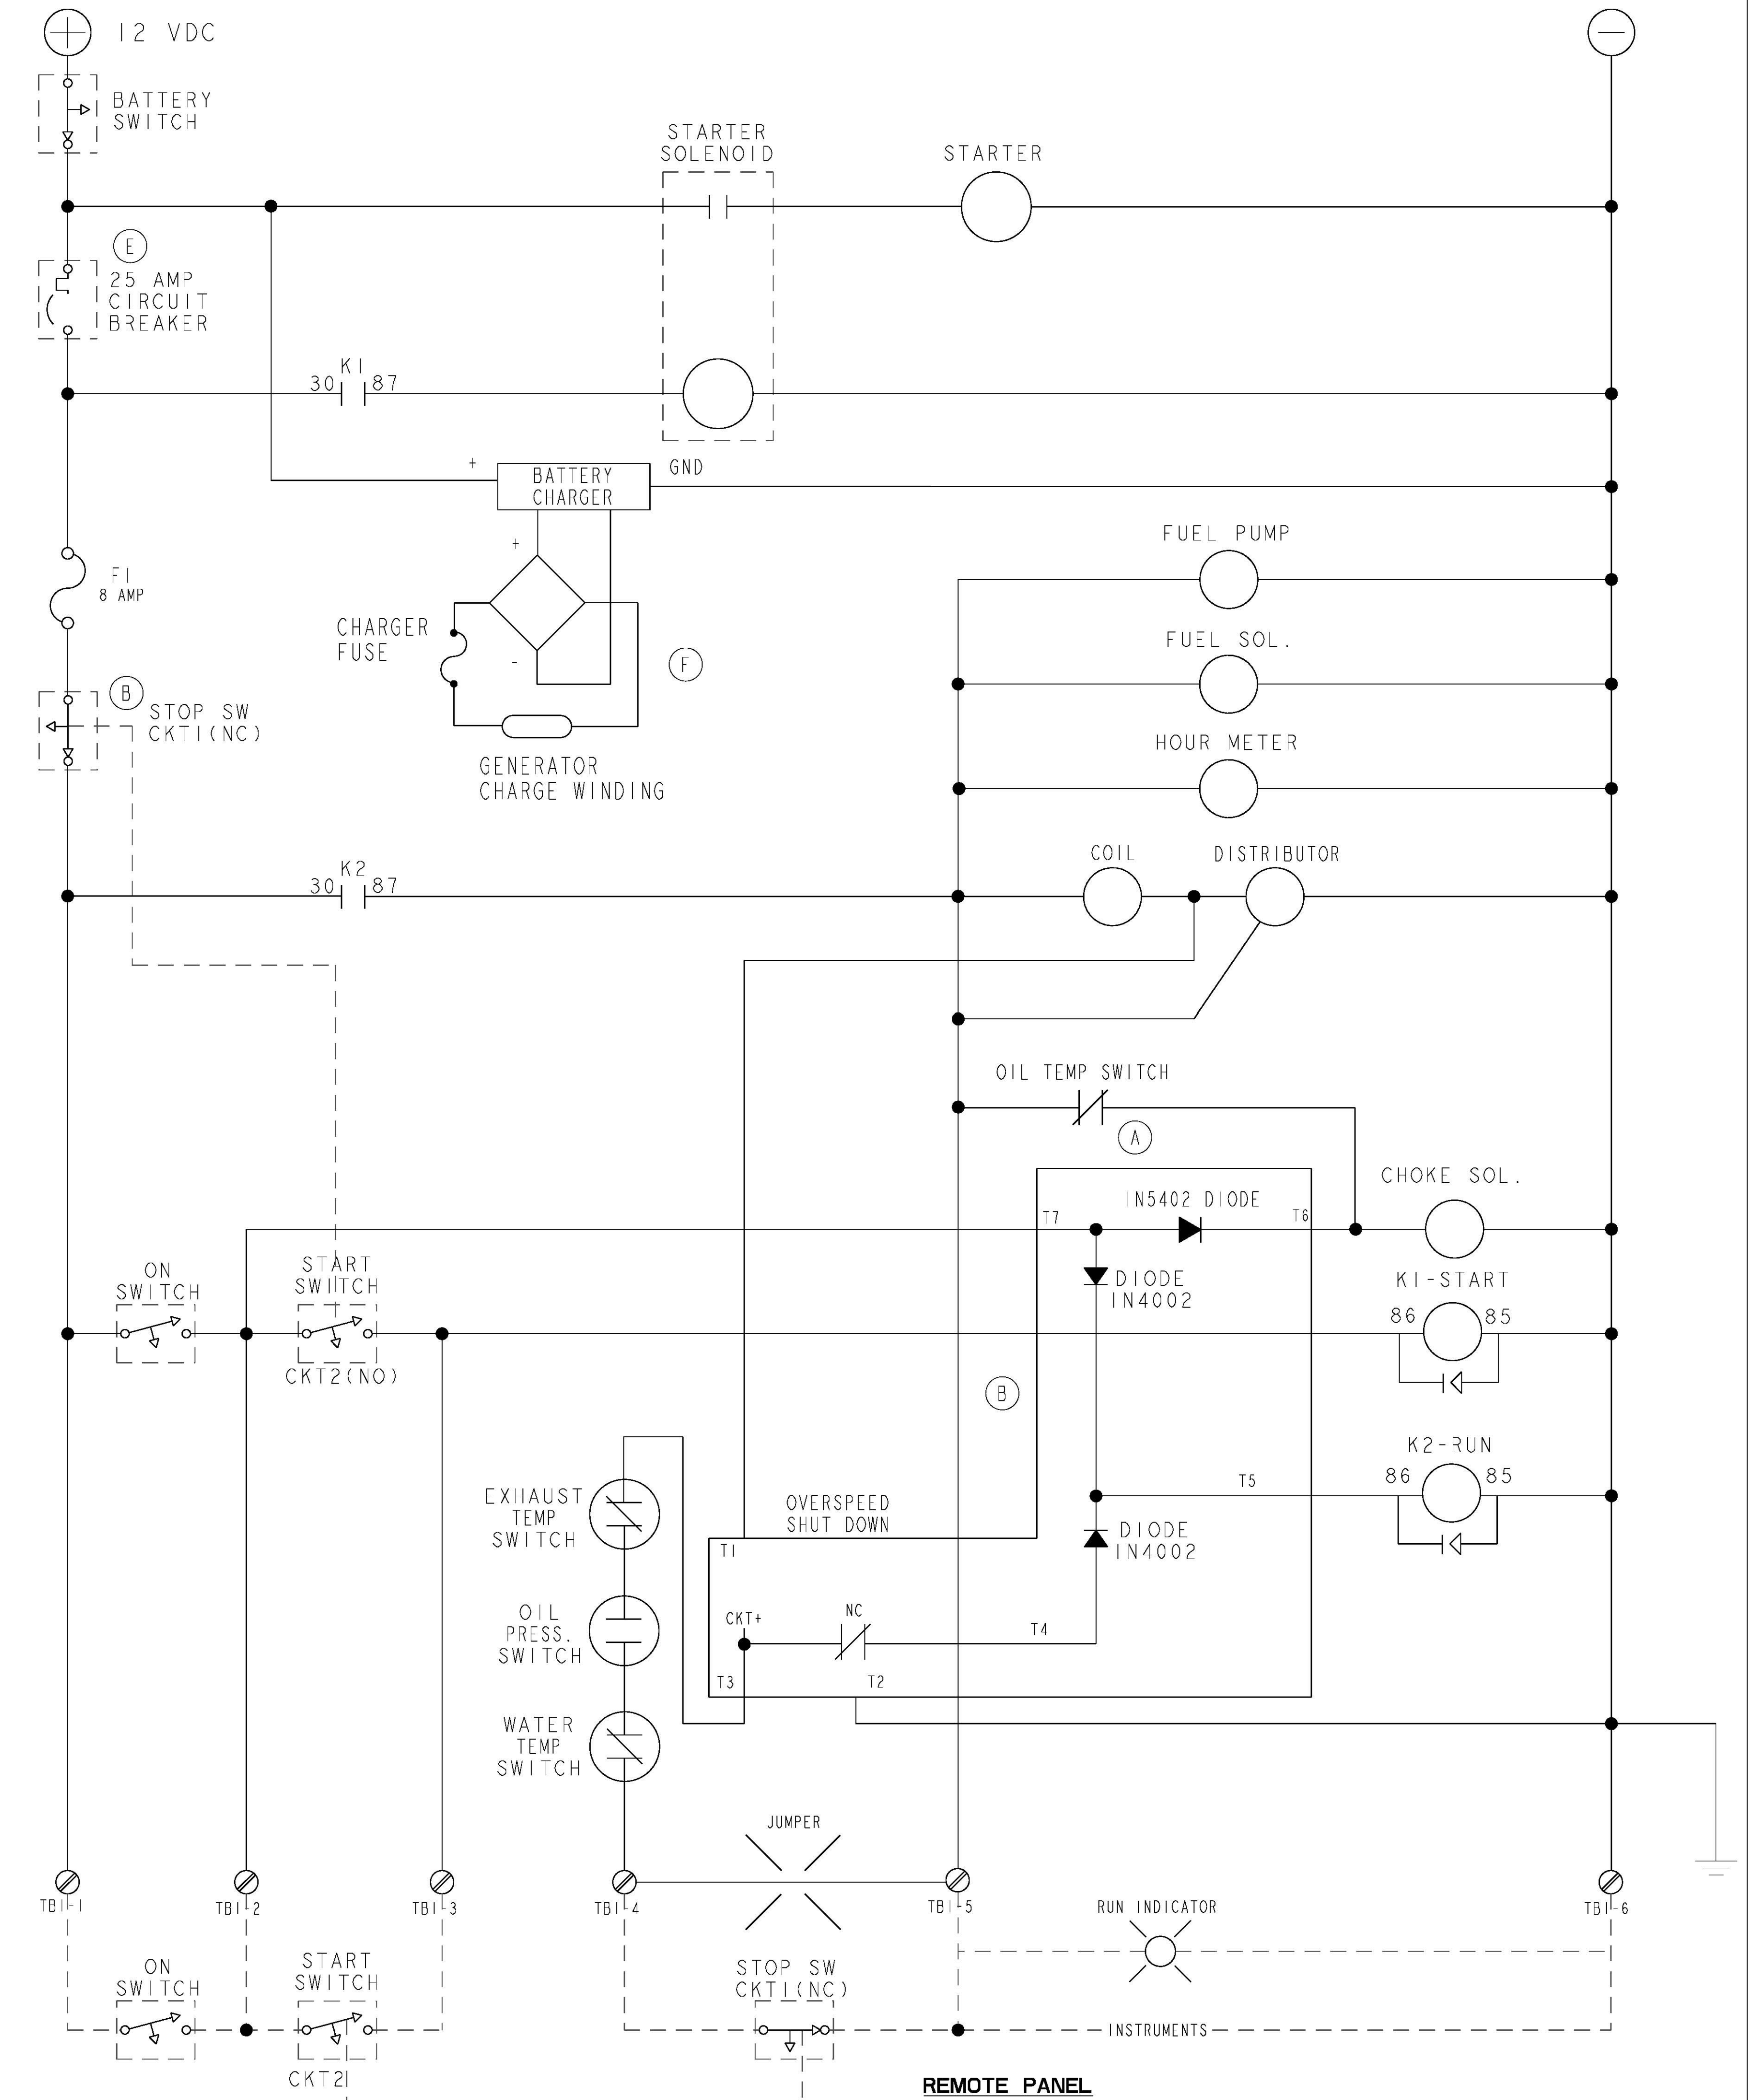 12 VDC
BATTERY
SWITCH
STARTER
SOLENOID
STARTER
E
25 AMP
CIRCUIT
BREAKER
K1
30
87
+
BATTERY
CHARGER
GND
+
FUEL PUMP
F1
8 AMP
CHARGER
FUSE
-
F
FUEL SOL.
B
STOP SW
CKT1(NC)
GENERATOR
CHARGE WINDING
HOUR METER
K2
30
87
COIL
DISTRIBUTOR
OIL TEMP SWITCH
A
CHOKE SOL.
IN5402 DIODE
T7
T6
ON
SWITCH
START
SWITCH
CKT2(NO)
DIODE
IN4002
K1-START
86
85
B
K2-RUN
86
85
T5
EXHAUST
TEMP
SWITCH
OVERSPEED
SHUT DOWN
T1
DIODE
IN4002
OIL
PRESS.
SWITCH
CKT+
NC
T4
T3
T2
WATER
TEMP
SWITCH
JUMPER
TB1-1
TB1-2
TB1-3
TB1-4
TB1-5
TB1-6
RUN INDICATOR
ON
SWITCH
START
SWITCH
CKT2
STOP SW
CKT1(NC)
INSTRUMENTS
REMOTE PANEL